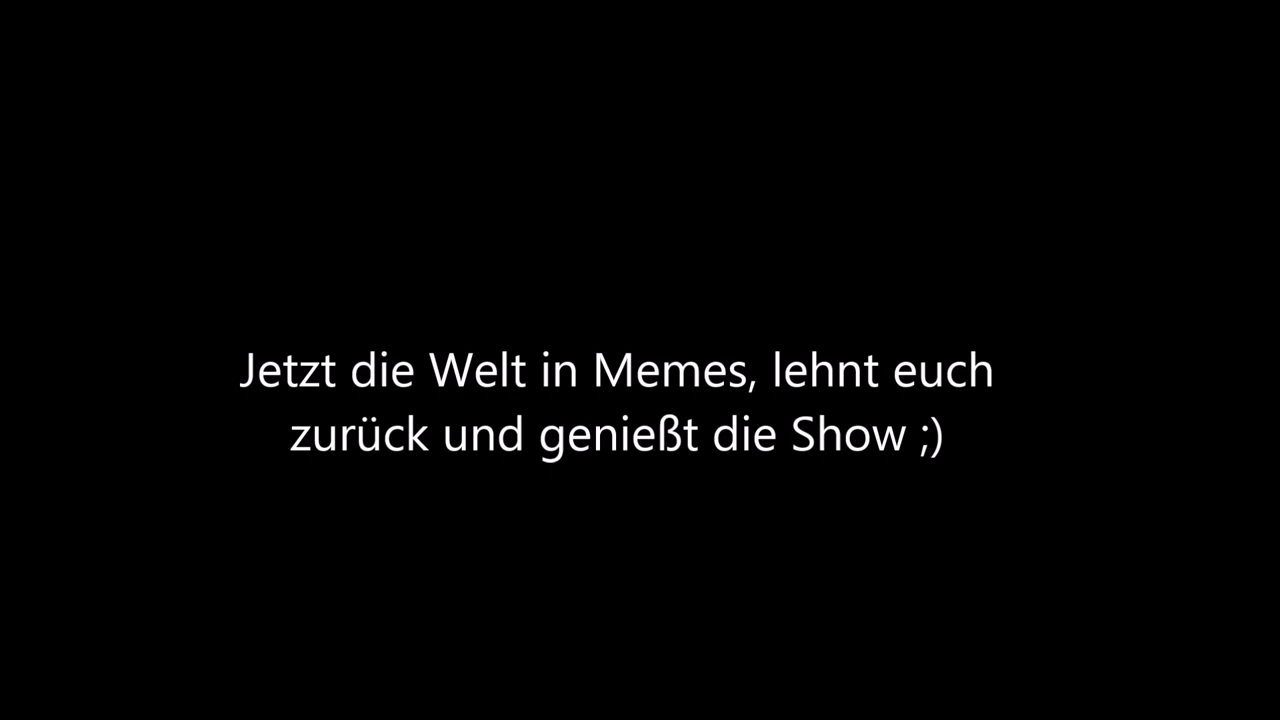 Jetzt die Welt in Memes, lehnt euch
zurück und genießt die Show ;)